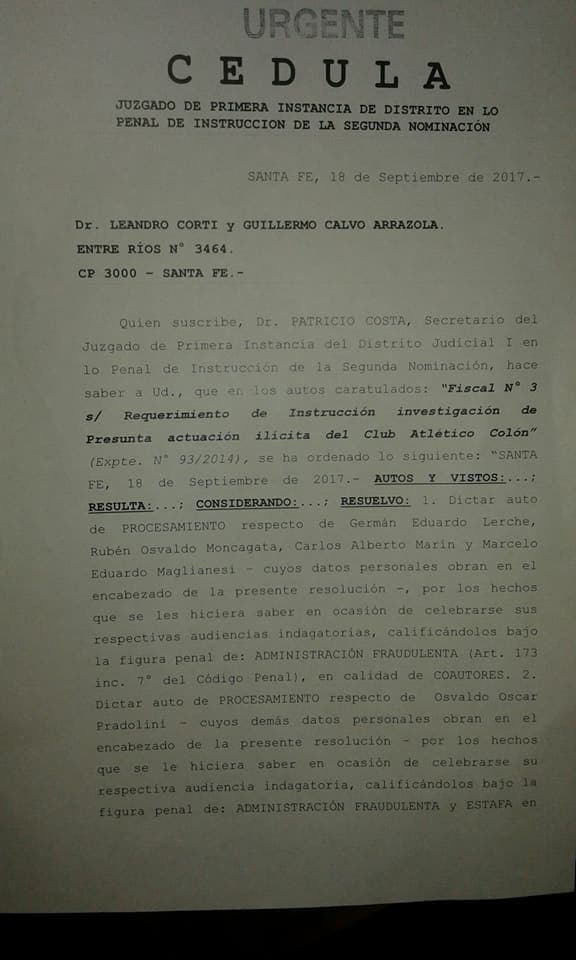 URGENTE
CEDULA
JUZGADO DE PRIMERA INSTANCIA DE DISTRITO EN LO
PENAL DE INSTRUCCION DE LA SEGUNDA NOMINACIÓN
SANTA FE, 18 de Septiembre de 2017.-
Dr. LEANDRO CORTI y GUILLERMO CALVO ARRAZOLA.
ENTRE RÍOS N° 3464.
CP 3000 – SANTA FE.-
Quien suscribe, Dr. PATRICIO COSTA, Secretario del
Juzgado de Primera Instancia del Distrito Judicial I en
lo Penal de Instrucción de la Segunda Nominación, hace
saber a Ud., que en los autos caratulados: "Fiscal N° 3
s/ Requerimiento de Instrucción investigación de
Presunta actuación ilícita del Club Atlético Colón"
(Expte. N° 93/2014), se ha ordenado lo siguiente: "SANTA
FE, 18 de Septiembre de 2017.- AUTOS Y VISTOS:...;
RESULTA:...; CONSIDERANDO:...; RESUELVO: 1. Dictar auto
de PROCESAMIENTO respecto de Germán Eduardo Lerche,
Rubén Osvaldo Moncagata, Carlos Alberto Marin y Marcelo
Eduardo Maglianesi – cuyos datos personales obran en el
encabezado de la presente resolución –, por los hechos
que se les hiciera saber en ocasión de celebrarse sus
respectivas audiencias indagatorias, calificándolos bajo
la figura penal de: ADMINISTRACIÓN FRAUDULENTA (Art. 173
inc. 7° del Código Penal), en calidad de COAUTORES. 2.
Dictar auto de PROCESAMIENTO respecto de Osvaldo Oscar
Pradolini – cuyos demás datos personales obran en el
encabezado de la presente resolución – por los hechos
que se le hiciera saber en ocasión de celebrarse su
respectiva audiencia indagatoria, calificándolos bajo la
figura penal de: ADMINISTRACIÓN FRAUDULENTA y ESTAFA en